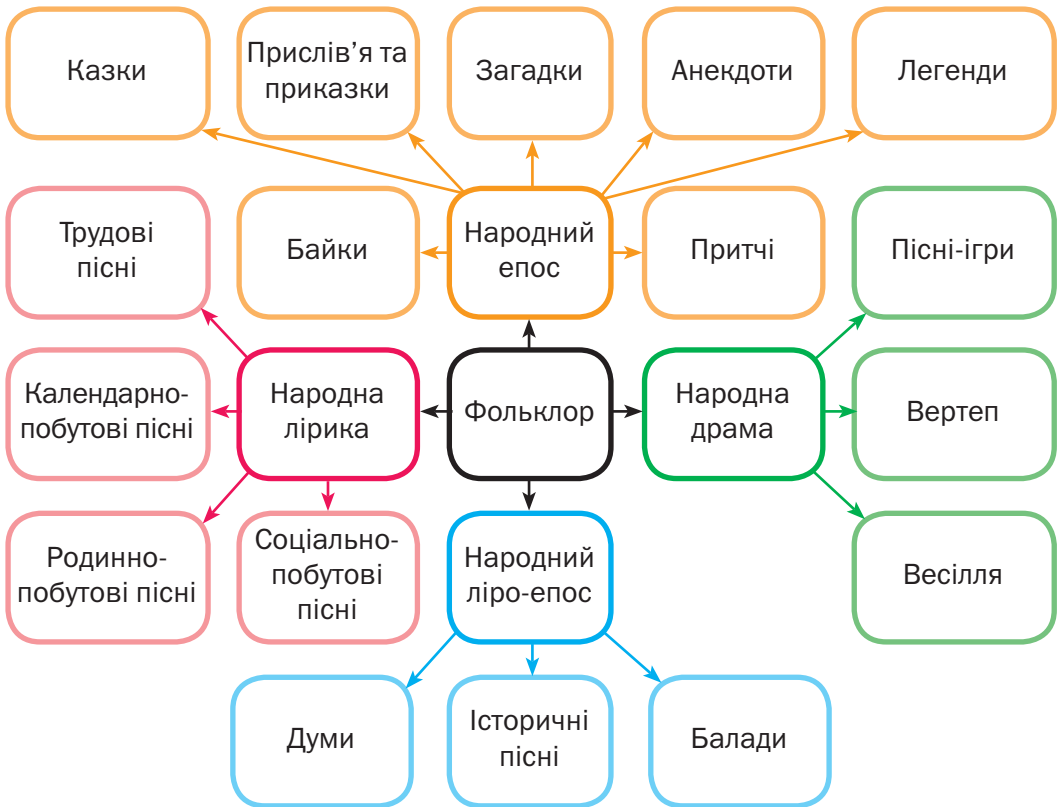 Казки
Прислів’я та
приказки
Загадки
Анекдоти
Легенди
Трудові
пісні
Байки
Народний
епос
Притчі
Пісні-ігри
Календарно-
побутові пісні
Народна
лірика
Фольклор
Народна
драма
Вертеп
Родинно-
побутові пісні
Соціально-
побутові
пісні
Народний
ліро-епос
Весілля
Думи
Історичні
пісні
Балади